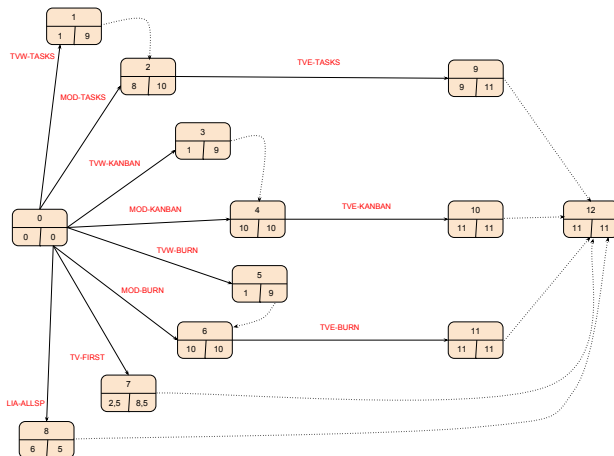 1
1 9
TVW-TASKS
2
8 10
TVE-TASKS
9
9 11
MOD-TASKS
3
1 9
TVW-KANBAN
MOD-KANBAN
4
10 10
TVE-KANBAN
10
11 11
12
11 11
0
0 0
TVW-BURN
5
1 9
MOD-BURN
6
10 10
TVE-BURN
11
11 11
TV-FIRST
7
2,5 8,5
LIA-ALLSP
8
6 5